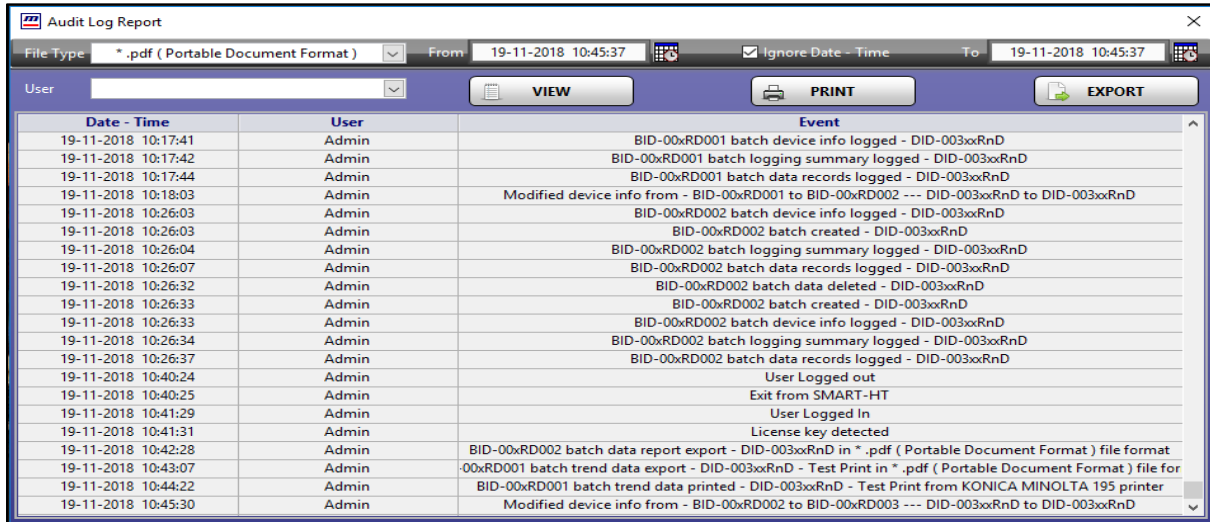 Audit Log Report
File Type * .pdf ( Portable Document Format ) From 19-11-2018 10:45:37 Ignore Date - Time To 19-11-2018 10:45:37
User VIEW PRINT EXPORT
Date - Time User Event
19-11-2018 10:17:41 Admin BID-00xRD001 batch device info logged - DID-003xxRnD
19-11-2018 10:17:42 Admin BID-00xRD001 batch logging summary logged - DID-003xxRnD
19-11-2018 10:17:44 Admin BID-00xRD001 batch data records logged - DID-003xxRnD
19-11-2018 10:18:03 Admin Modified device info from - BID-00xRD001 to BID-00xRD002 --- DID-003xxRnD to DID-003xxRnD
19-11-2018 10:26:03 Admin BID-00xRD002 batch device info logged - DID-003xxRnD
19-11-2018 10:26:03 Admin BID-00xRD002 batch created - DID-003xxRnD
19-11-2018 10:26:04 Admin BID-00xRD002 batch logging summary logged - DID-003xxRnD
19-11-2018 10:26:07 Admin BID-00xRD002 batch data records logged - DID-003xxRnD
19-11-2018 10:26:32 Admin BID-00xRD002 batch data deleted - DID-003xxRnD
19-11-2018 10:26:33 Admin BID-00xRD002 batch created - DID-003xxRnD
19-11-2018 10:26:33 Admin BID-00xRD002 batch device info logged - DID-003xxRnD
19-11-2018 10:26:34 Admin BID-00xRD002 batch logging summary logged - DID-003xxRnD
19-11-2018 10:26:37 Admin BID-00xRD002 batch data records logged - DID-003xxRnD
19-11-2018 10:40:24 Admin User Logged out
19-11-2018 10:40:25 Admin Exit from SMART-HT
19-11-2018 10:41:29 Admin User Logged In
19-11-2018 10:41:31 Admin License key detected
19-11-2018 10:42:28 Admin BID-00xRD002 batch data report export - DID-003xxRnD in * .pdf ( Portable Document Format ) file format
19-11-2018 10:43:07 Admin -00xRD001 batch trend data export - DID-003xxRnD - Test Print in * .pdf ( Portable Document Format ) file for
19-11-2018 10:44:22 Admin BID-00xRD001 batch trend data printed - DID-003xxRnD - Test Print from KONICA MINOLTA 195 printer
19-11-2018 10:45:30 Admin Modified device info from - BID-00xRD002 to BID-00xRD003 --- DID-003xxRnD to DID-003xxRnD